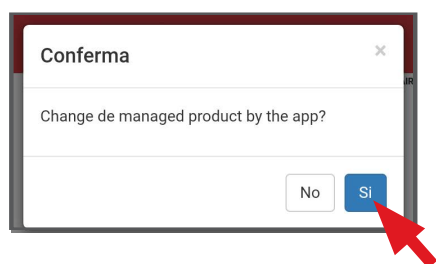 Conferma
×
Change de managed product by the app?
No
Si